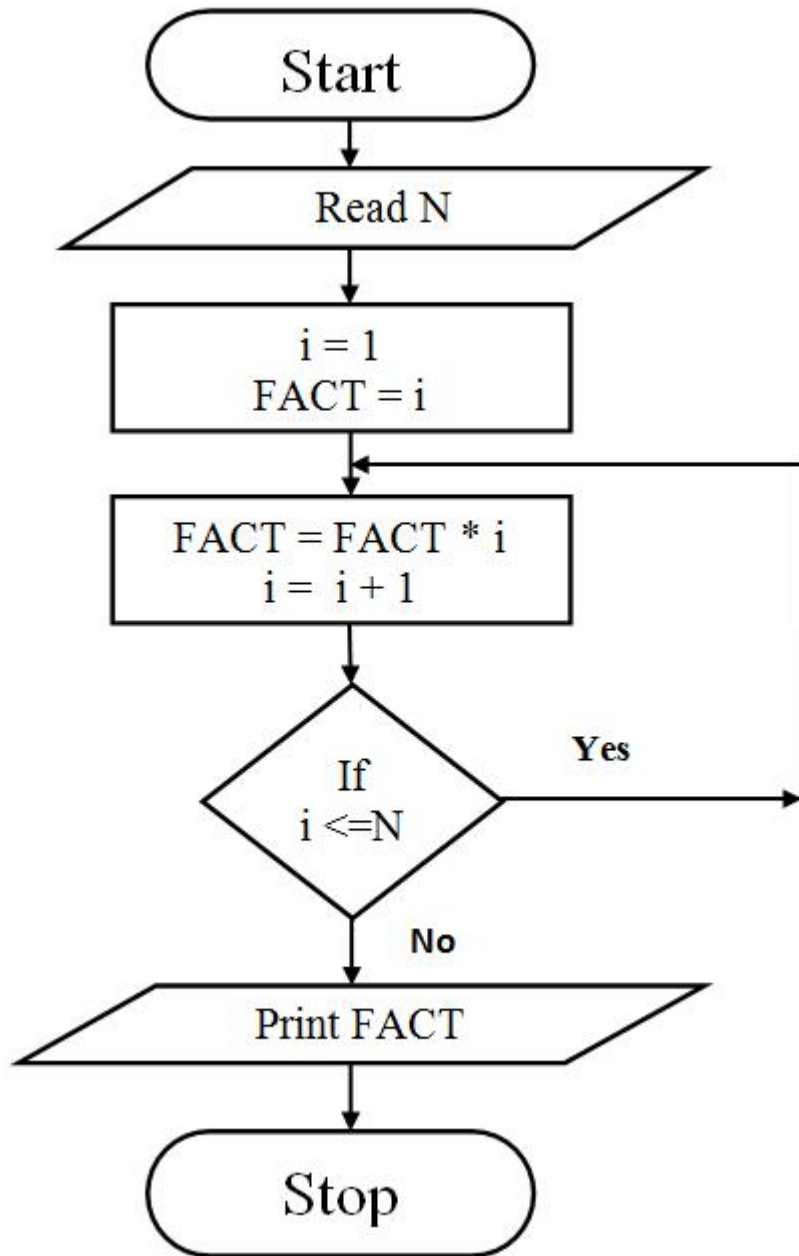 Start
Read N
i = 1
FACT = i
FACT = FACT * i
i = i + 1
If
i <=N
Yes
No
Print FACT
Stop